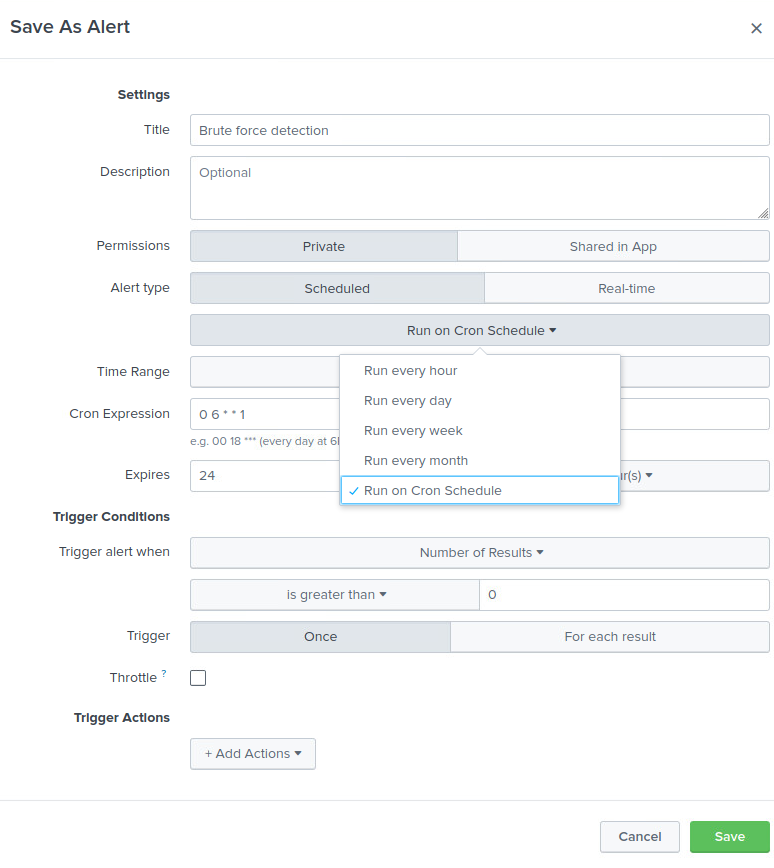 Save As Alert
Settings
Title
Brute force detection
Description
Optional
Permissions
Private
Shared in App
Alert type
Scheduled
Real-time
Run on Cron Schedule
Time Range
Run every hour
Run every day
Run every week
Run every month
Run on Cron Schedule
Cron Expression
0 6 * * 1
e.g. 00 18 *** (every day at
Expires
24
r(s)
Trigger Conditions
Trigger alert when
Number of Results
is greater than
0
Trigger
Once
For each result
Throttle ?
Trigger Actions
+ Add Actions
Cancel
Save